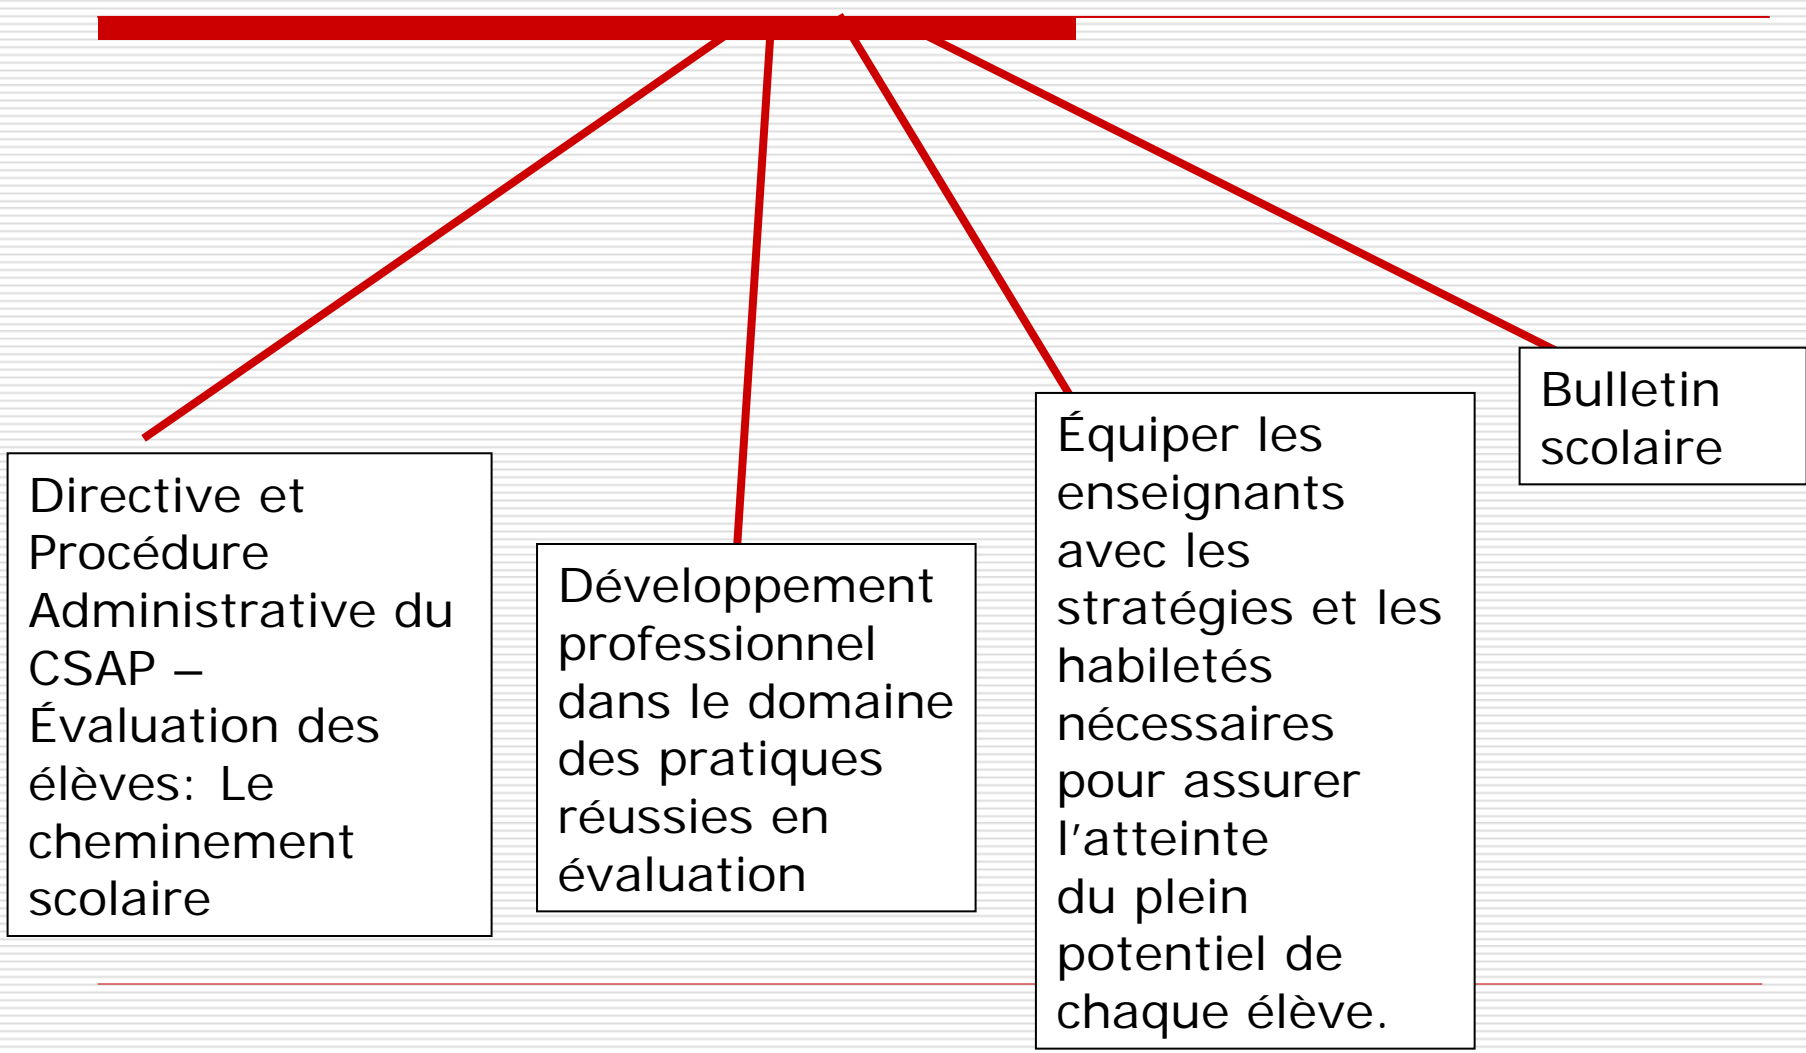 Directive et
Procédure
Administrative du
CSAP –
Évaluation des
élèves: Le
cheminement
scolaire
Développement
professionnel
dans le domaine
des pratiques
réussies en
évaluation
Équiper les
enseignants
avec les
stratégies et les
habiletés
nécessaires
pour assurer
l’atteinte
du plein
potentiel de
chaque élève.
Bulletin
scolaire